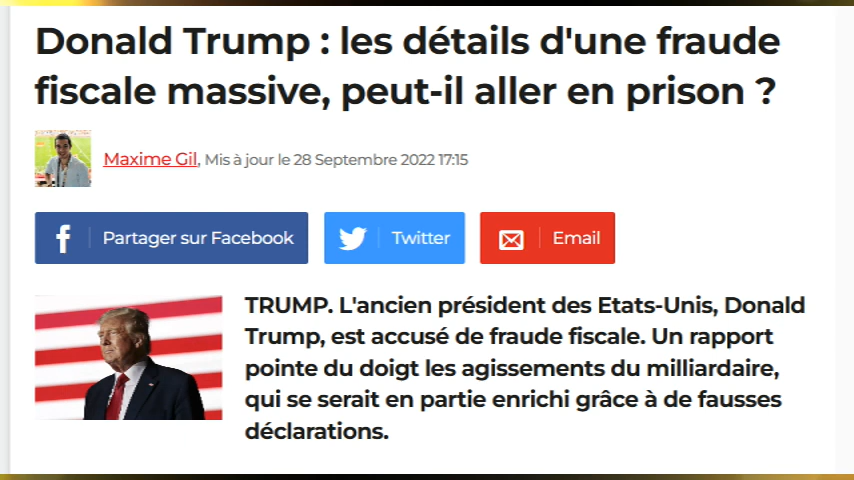 Donald Trump : les détails d'une fraude
fiscale massive, peut-il aller en prison ?
Maxime Gil, Mis à jour le 28 Septembre 2022 17:15
Partager sur Facebook
Twitter
Email
TRUMP. L'ancien président des Etats-Unis, Donald
Trump, est accusé de fraude fiscale. Un rapport
pointe du doigt les agissements du milliardaire,
qui se serait en partie enrichi grâce à de fausses
déclarations.